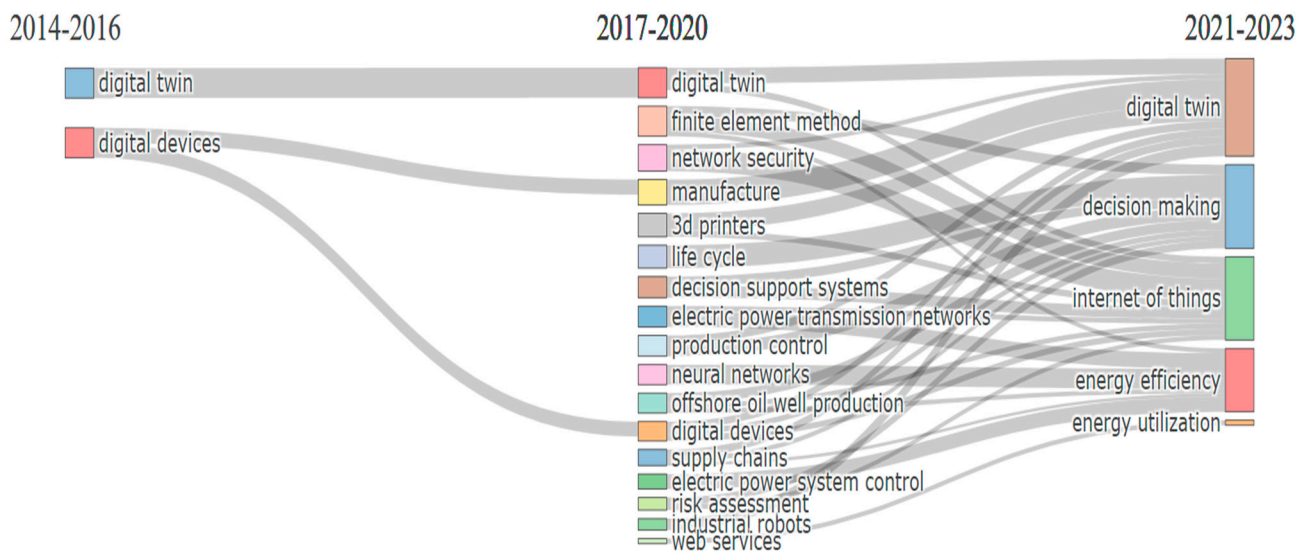 2014-2016
2017-2020
2021-2023
digital twin
digital devices
digital twin
finite element method
network security
manufacture
3d printers
life cycle
decision support systems
electric power transmission networks
production control
neural networks
offshore oil well production
digital devices
supply chains
electric power system control
risk assessment
industrial robots
web services
digital twin
decision making
internet of things
energy efficiency
energy utilization